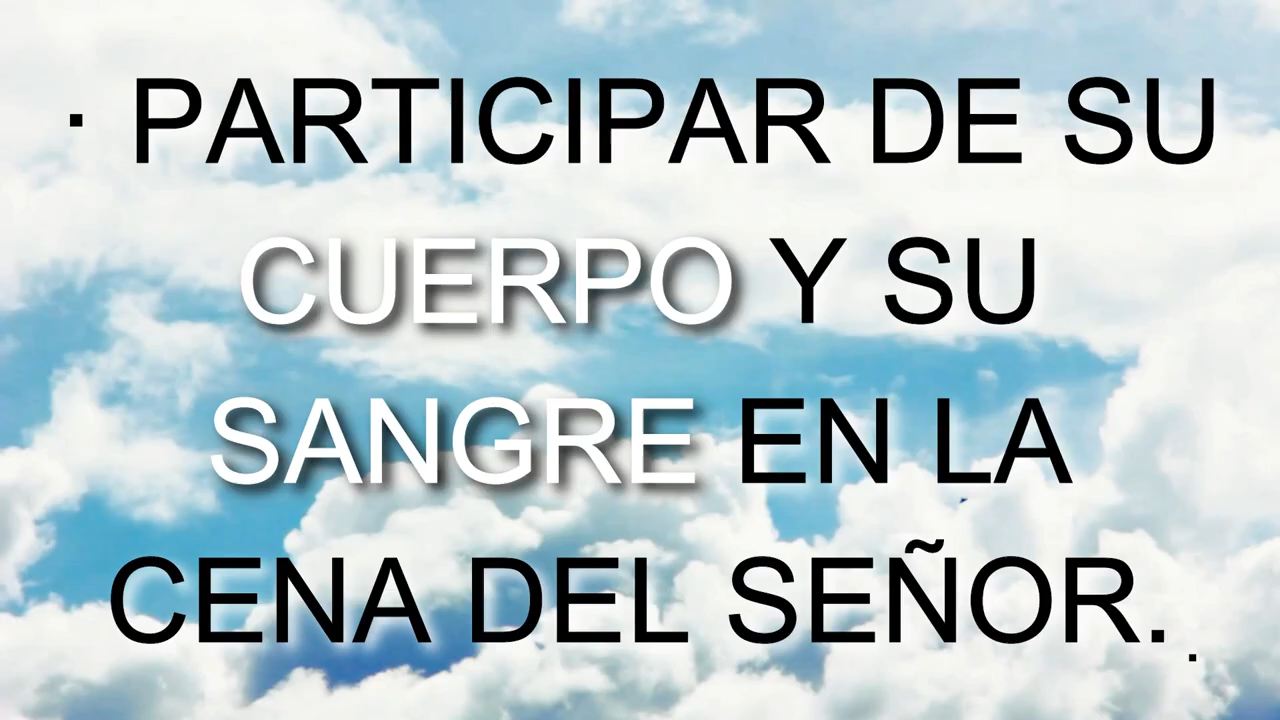 · PARTICIPAR DE SU
CUERPO Y SU
SANGRE EN LA
CENA DEL SEÑOR.
.